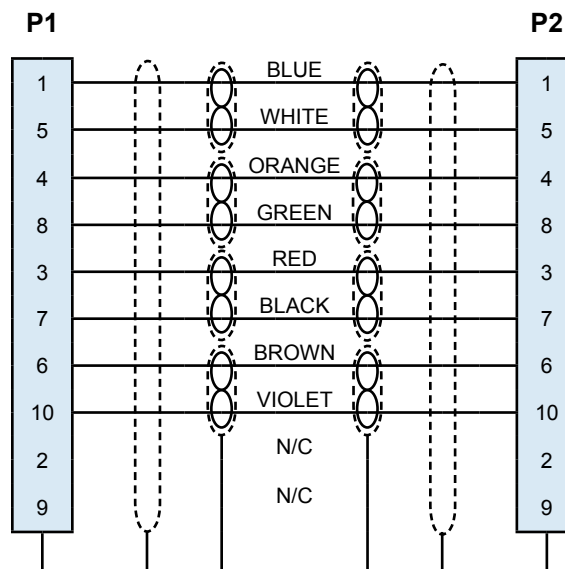 P1 P2
1 BLUE 1
5 WHITE 5
4 ORANGE 4
8 GREEN 8
3 RED 3
7 BLACK 7
6 BROWN 6
10 VIOLET 10
2 N/C 2
9 N/C 9